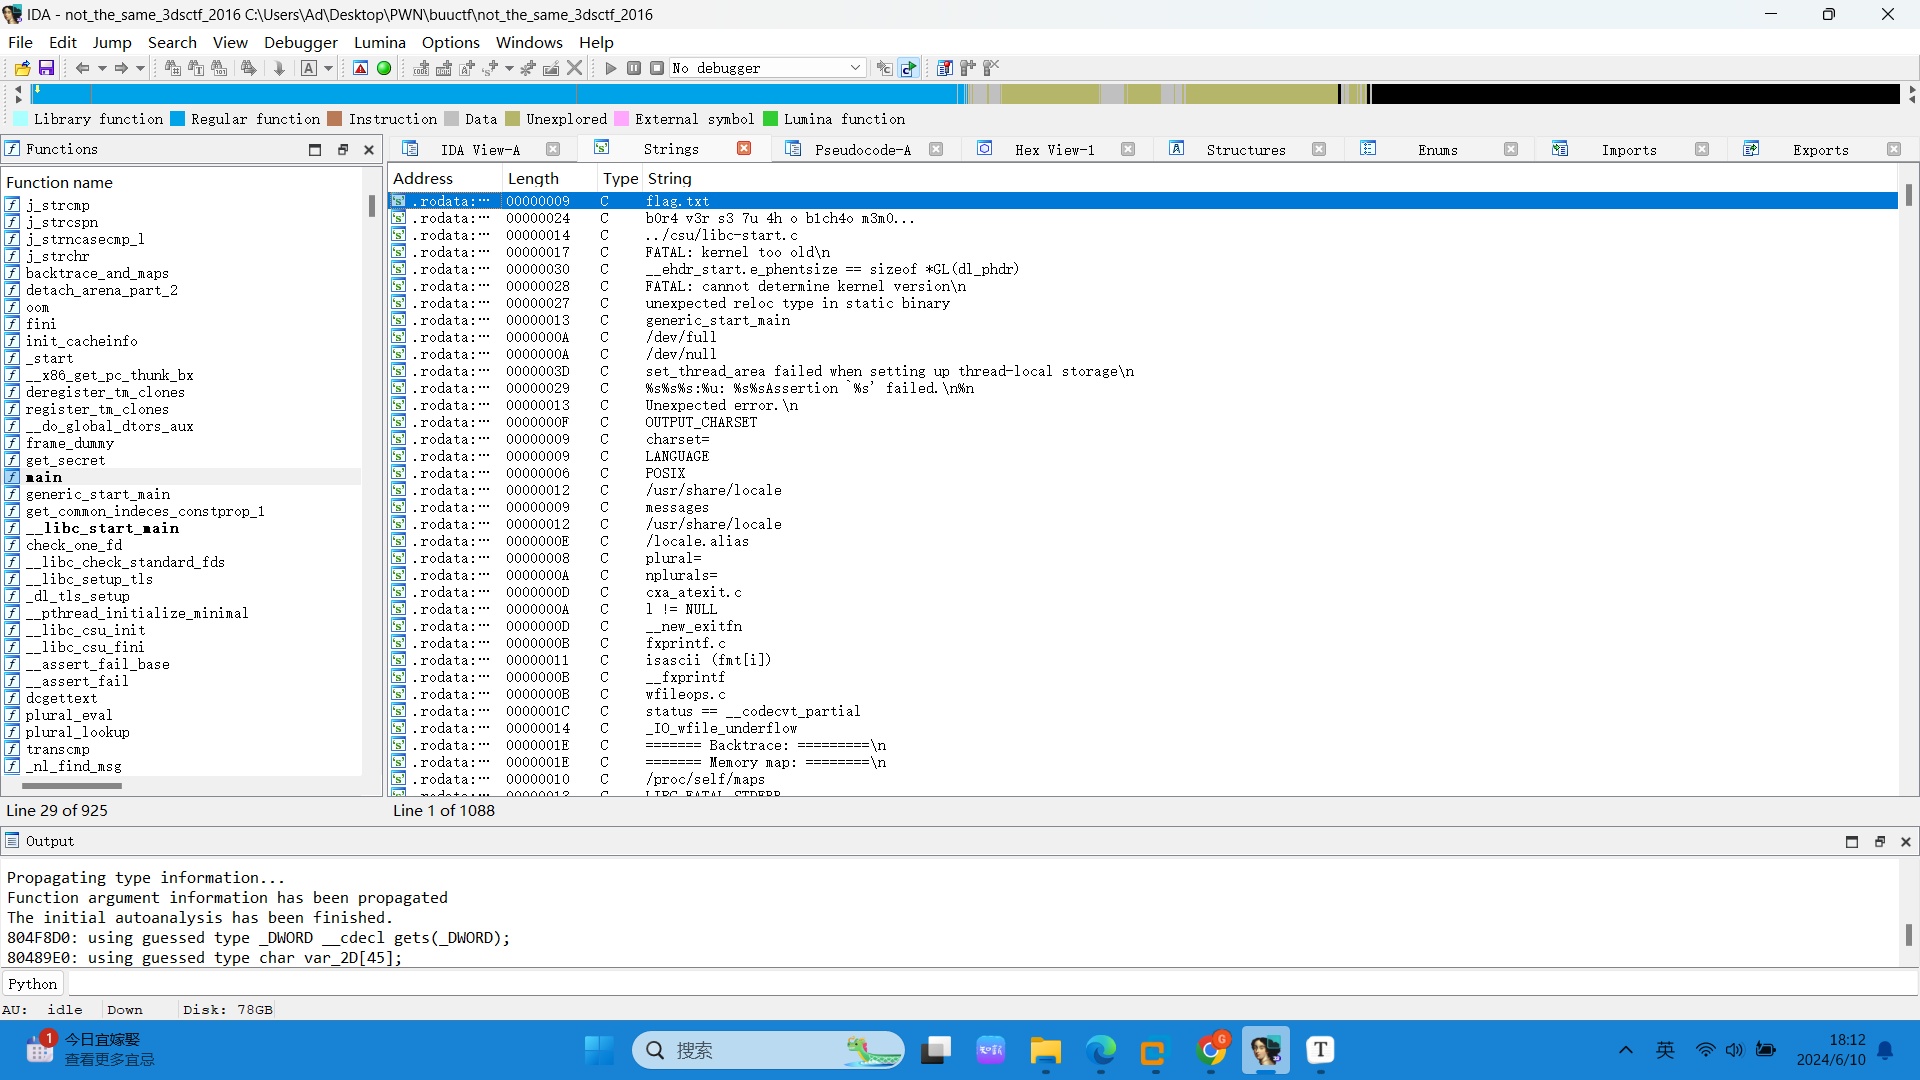 IDA - not_the_same_3dsctf_2016 C:\Users\Ad\Desktop\PWN\buuctf\not_the_same_3dsctf_2016
File Edit Jump Search View Debugger Lumina Options Windows Help
No debugger
Library function Regular function Instruction Data Unexplored External symbol Lumina function
Functions
IDA View-A Strings Pseudocode-A Hex View-1 Structures Enums Imports Exports
Function name
j_strcmp
j_strcspn
j_strncasecmp_l
j_strchr
backtrace_and_maps
detach_arena_part_2
oom
fini
init_cacheinfo
_start
__x86_get_pc_thunk_bx
deregister_tm_clones
register_tm_clones
__do_global_dtors_aux
frame_dummy
get_secret
main
generic_start_main
get_common_indeces_constprop_1
__libc_start_main
check_one_fd
__libc_check_standard_fds
__libc_setup_tls
_dl_tls_setup
__pthread_initialize_minimal
__libc_csu_init
__libc_csu_fini
__assert_fail_base
__assert_fail
dcgettext
plural_eval
plural_lookup
transcmp
_nl_find_msg
Line 29 of 925
Address Length Type String
.rodata:… 00000009 C flag.txt
.rodata:… 00000024 C b0r4 v3r s3 7u 4h o b1ch4o m3m0...
.rodata:… 00000014 C ../csu/libc-start.c
.rodata:… 00000017 C FATAL: kernel too old\n
.rodata:… 00000030 C __ehdr_start.e_phentsize == sizeof *GL(dl_phdr)
.rodata:… 00000028 C FATAL: cannot determine kernel version\n
.rodata:… 00000027 C unexpected reloc type in static binary
.rodata:… 00000013 C generic_start_main
.rodata:… 0000000A C /dev/full
.rodata:… 0000000A C /dev/null
.rodata:… 0000003D C set_thread_area failed when setting up thread-local storage\n
.rodata:… 00000029 C %s%s%s:%u: %s%sAssertion `%s' failed.\n%n
.rodata:… 00000013 C Unexpected error.\n
.rodata:… 0000000F C OUTPUT_CHARSET
.rodata:… 00000009 C charset=
.rodata:… 00000009 C LANGUAGE
.rodata:… 00000006 C POSIX
.rodata:… 00000012 C /usr/share/locale
.rodata:… 00000009 C messages
.rodata:… 00000012 C /usr/share/locale
.rodata:… 0000000E C /locale.alias
.rodata:… 00000008 C plural=
.rodata:… 0000000A C nplurals=
.rodata:… 0000000D C cxa_atexit.c
.rodata:… 0000000A C l != NULL
.rodata:… 0000000D C __new_exitfn
.rodata:… 0000000B C fxprintf.c
.rodata:… 00000011 C isascii (fmt[i])
.rodata:… 0000000B C __fxprintf
.rodata:… 0000000B C wfileops.c
.rodata:… 0000001C C status == __codecvt_partial
.rodata:… 00000014 C _IO_wfile_underflow
.rodata:… 0000001E C ======= Backtrace: =========\n
.rodata:… 0000001E C ======= Memory map: ========\n
.rodata:… 00000010 C /proc/self/maps
.rodata:… 00000013 C LIBC_FATAL_STDERR_
Line 1 of 1088
Output
Propagating type information...
Function argument information has been propagated
The initial autoanalysis has been finished.
804F8D0: using guessed type _DWORD __cdecl gets(_DWORD);
80489E0: using guessed type char var_2D[45];
Python
AU: idle Down Disk: 78GB
1 今日宜嫁娶
查看更多宜忌
搜索
英
18:12
2024/6/10